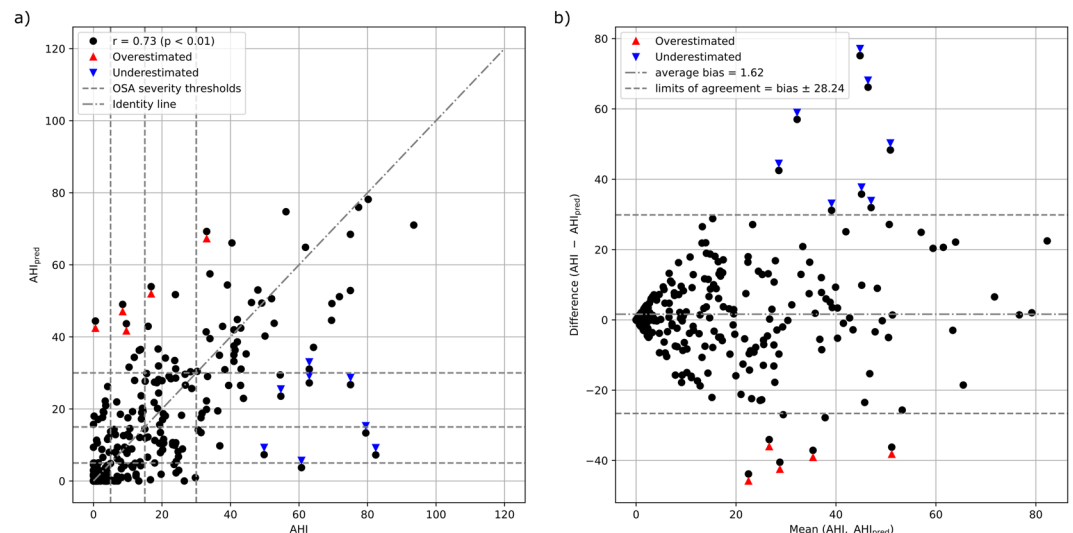 a)
r = 0.73 (p < 0.01)
Overestimated
Underestimated
OSA severity thresholds
Identity line
120
100
80
60
40
20
0
AHIpred
0 20 40 60 80 100 120
AHI
b)
Overestimated
Underestimated
average bias = 1.62
limits of agreement = bias ± 28.24
80
60
40
20
0
−20
−40
Difference (AHI − AHIpred)
0 20 40 60 80
Mean (AHI, AHIpred)